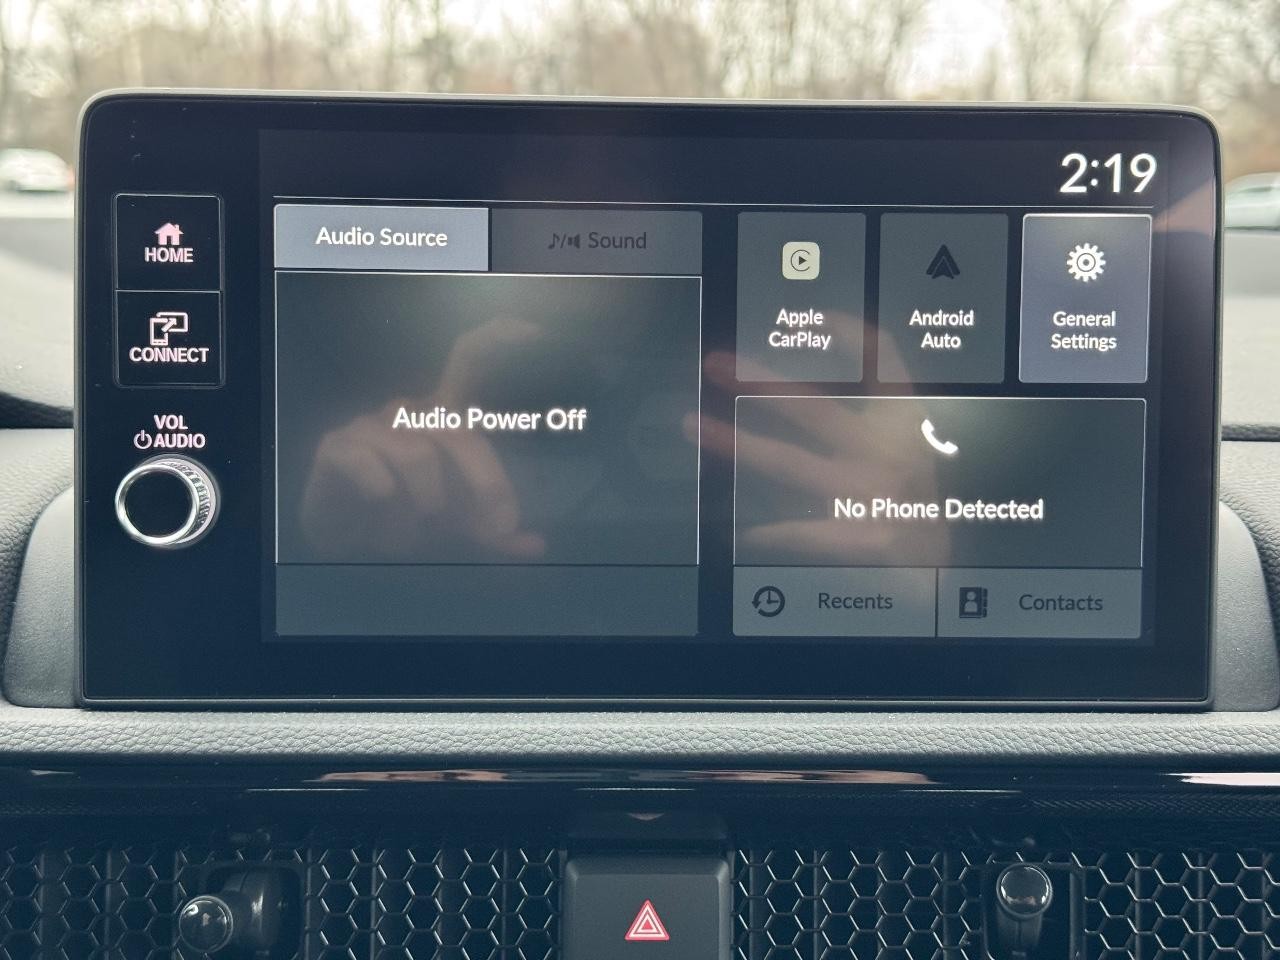 2:19
HOME
CONNECT
VOL
AUDIO
Audio Source
Sound
Audio Power Off
Apple
CarPlay
Android
Auto
General
Settings
No Phone Detected
Recents
Contacts